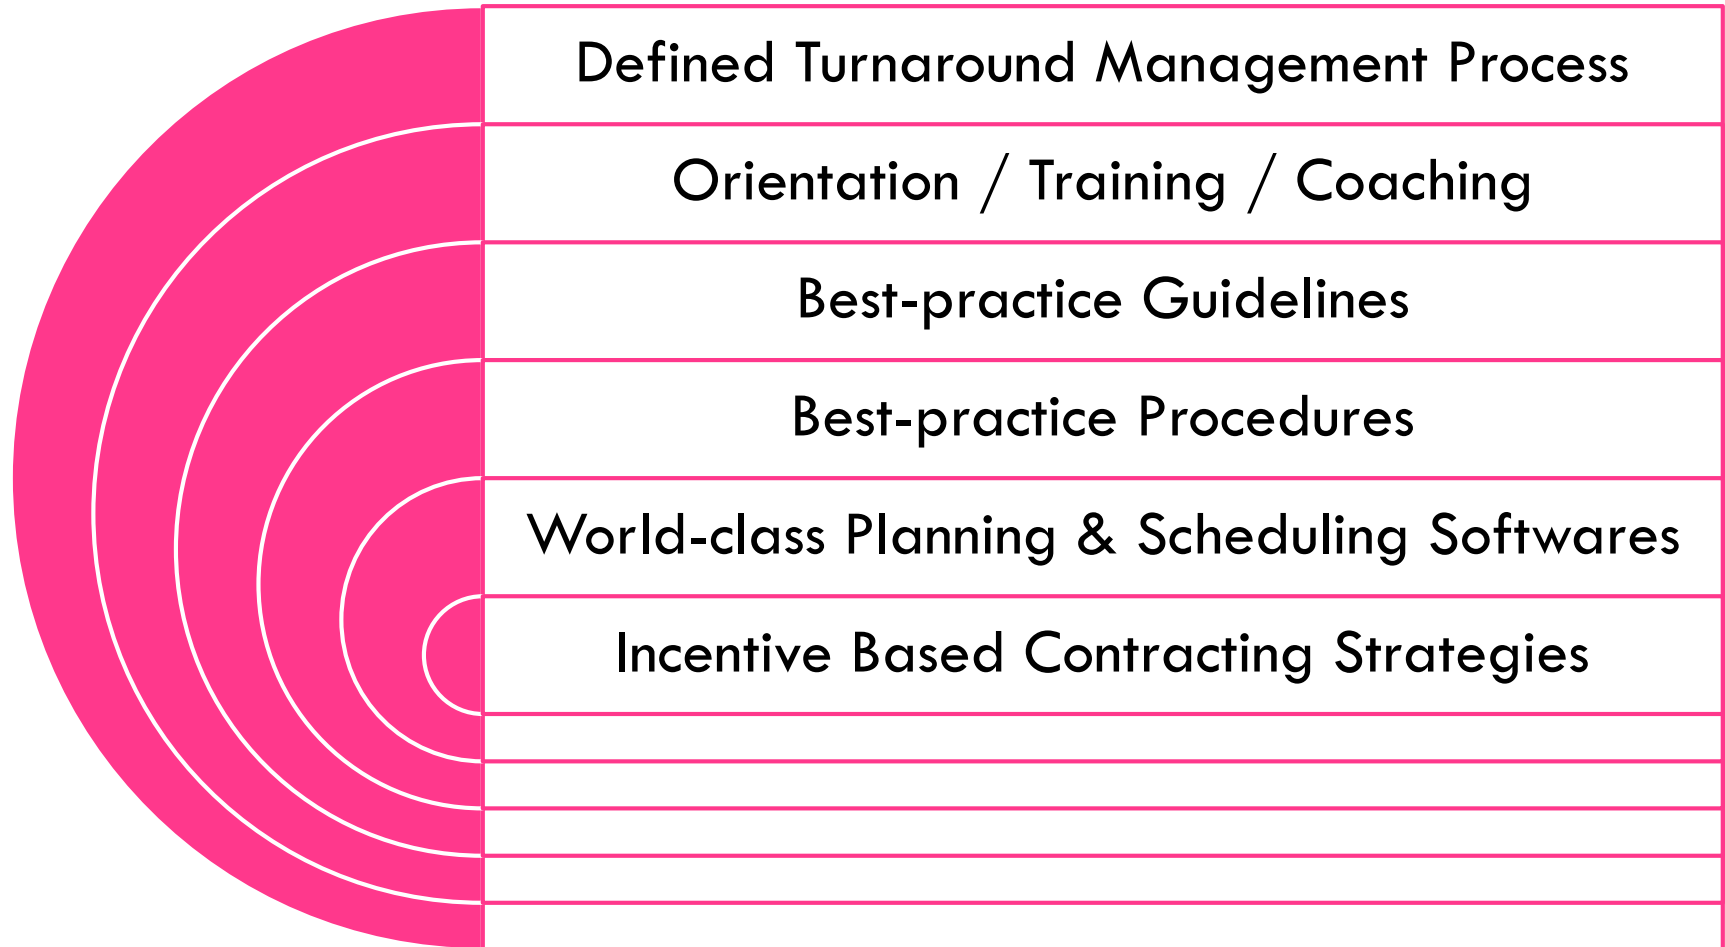 Defined Turnaround Management Process
Orientation / Training / Coaching
Best-practice Guidelines
Best-practice Procedures
World-class Planning & Scheduling Softwares
Incentive Based Contracting Strategies